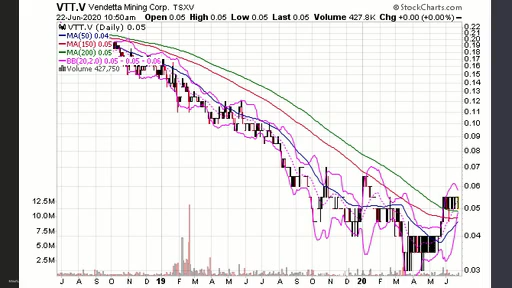 VTT.V Vendetta Mining Corp. TSXV © StockCharts.com
22-Jun-2020 10:50am Open 0.05 High 0.05 Low 0.05 Last 0.05 Volume 427.8K Chg +0.00 (+0.00%)
VTT.V (Daily) 0.05
MA(50) 0.04
MA(150) 0.05
MA(200) 0.05
BB(20,2.0) 0.05 - 0.05 - 0.06
Volume 427,750
0.22
0.21
0.20
0.19
0.18
0.17
0.16
0.15
0.14
0.13
0.12
0.11
0.10
0.09
0.08
0.07
0.06
0.05
0.04
0.03
12.5M
10.0M
7.5M
5.0M
2.5M
Jul A S Oct N D 19 F M A M J Jul A S Oct N D 20 F M A M J